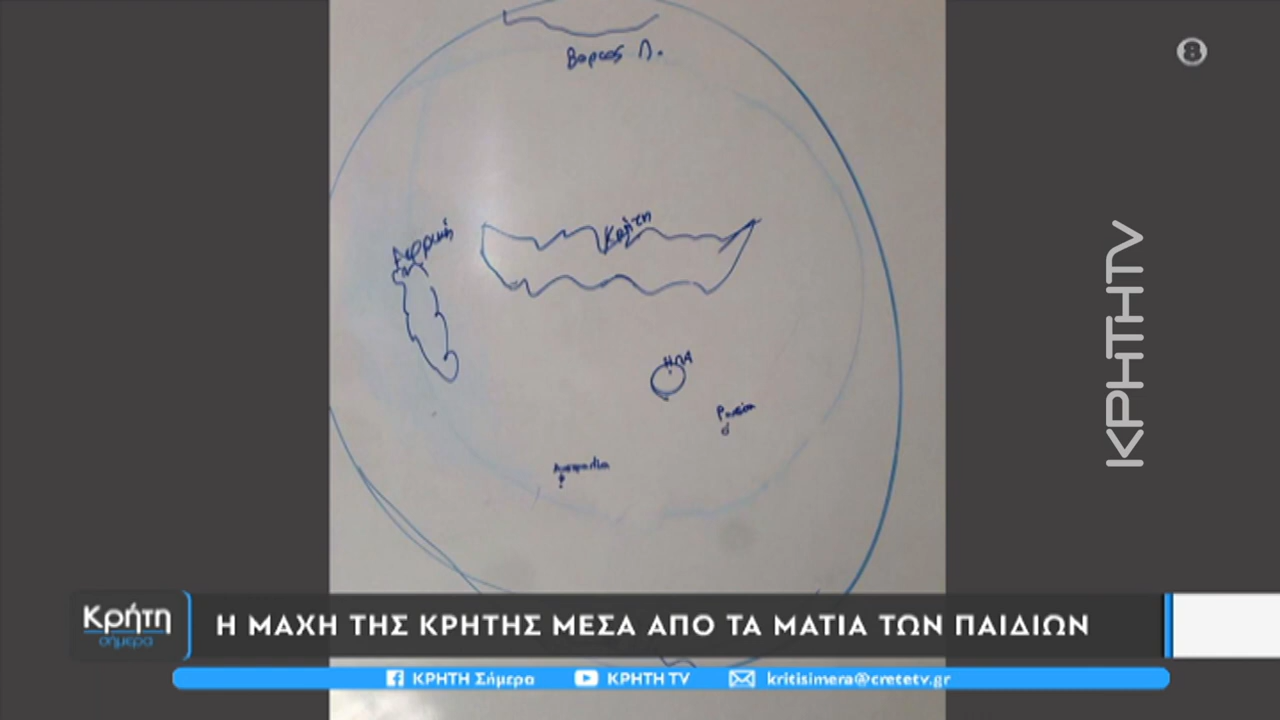 Βορειος Π.
8
Κρήτη
Αφρική
ΚΡΗΤΗTV
ΗΠΑ
Ρωσία
Αυστραλία
Κρήτη
σήμερα
Η ΜΑΧΗ ΤΗΣ ΚΡΗΤΗΣ ΜΕΣΑ ΑΠΟ ΤΑ ΜΑΤΙΑ ΤΩΝ ΠΑΙΔΙΩΝ
ΚΡΗΤΗ Σήμερα
ΚΡΗΤΗ TV
kritisimera@cretetv.gr